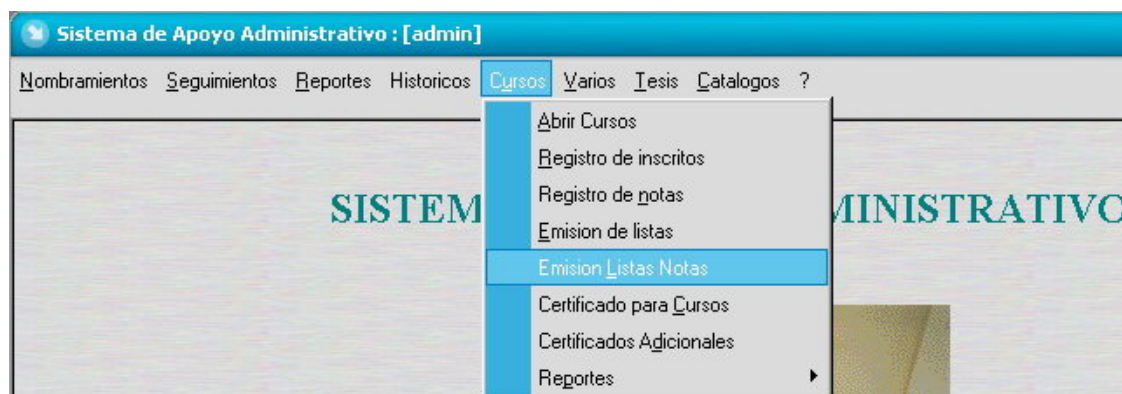 Sistema de Apoyo Administrativo : [admin]
Nombramientos Seguimientos Reportes Historicos Cursos Varios Tesis Catalogos ?
Abrir Cursos
Registro de inscritos
Registro de notas
SISTEM MINISTRATIVO
Emision de listas
Emision Listas Notas
Certificado para Cursos
Certificados Adicionales
Reportes